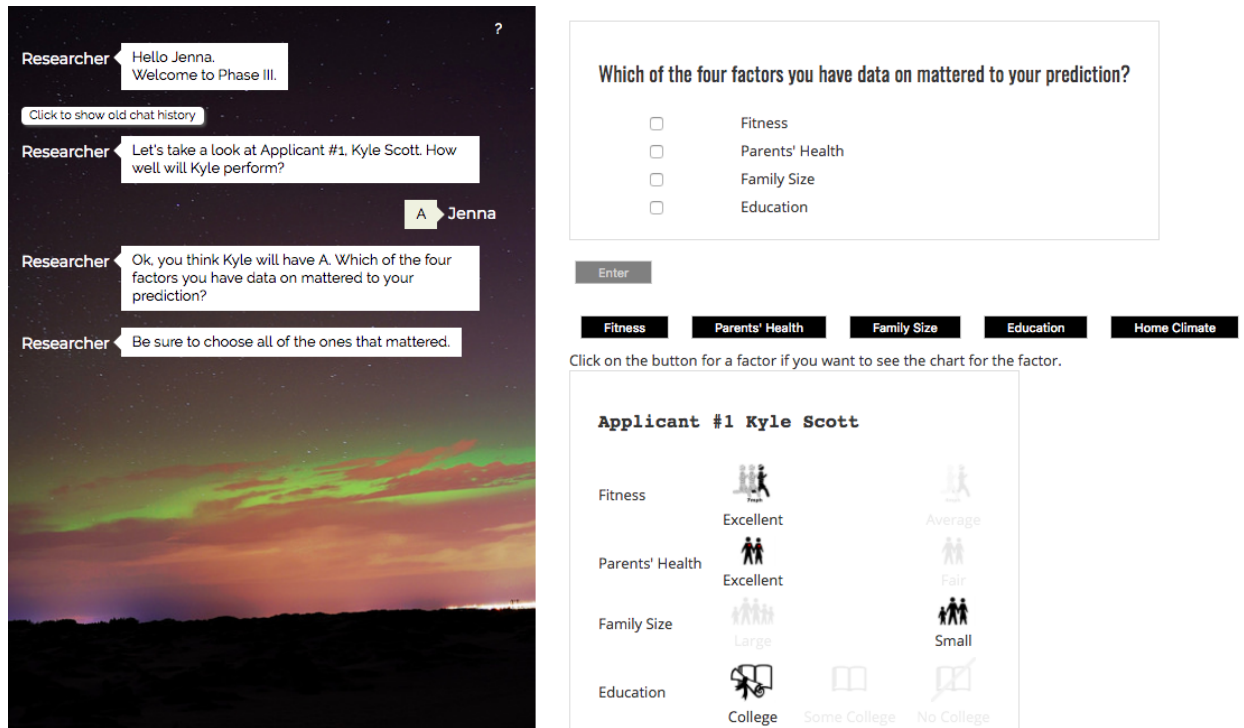 ?
Researcher
Hello Jenna.
Welcome to Phase III.
Click to show old chat history
Researcher
Let's take a look at Applicant #1, Kyle Scott. How
well will Kyle perform?
A
Jenna
Researcher
Ok, you think Kyle will have A. Which of the four
factors you have data on mattered to your
prediction?
Researcher
Be sure to choose all of the ones that mattered.
Which of the four factors you have data on mattered to your prediction?
Fitness
Parents' Health
Family Size
Education
Enter
Fitness
Parents' Health
Family Size
Education
Home Climate
Click on the button for a factor if you want to see the chart for the factor.
Applicant #1 Kyle Scott
Fitness
Excellent
Average
Parents' Health
Excellent
Fair
Family Size
Large
Small
Education
College
Some College
No College